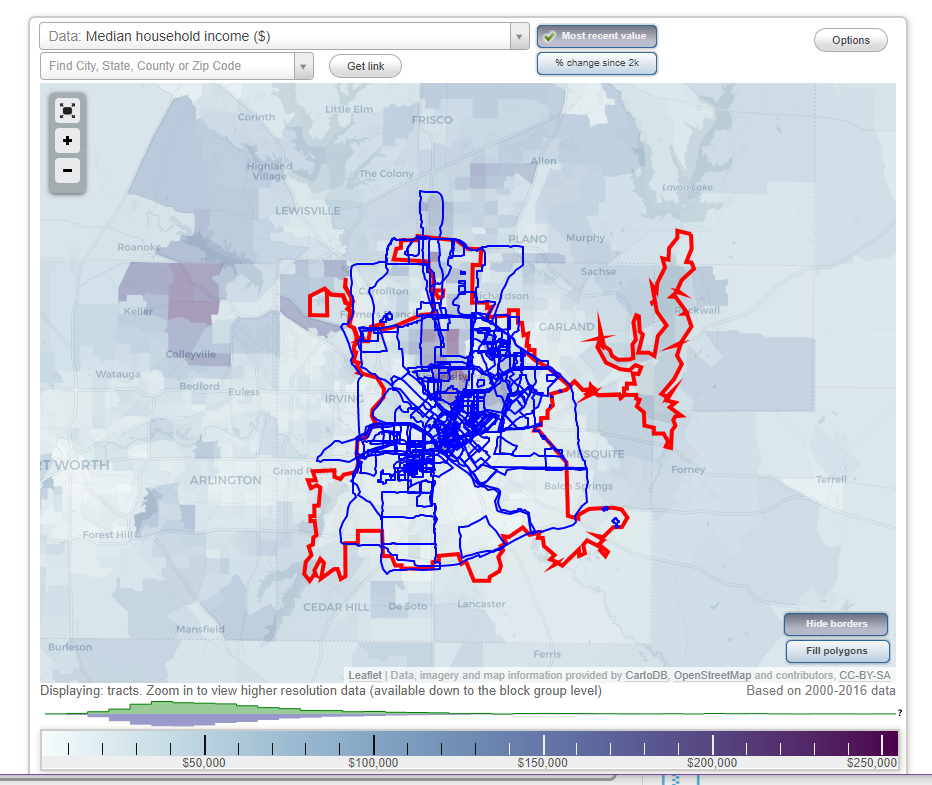 Data: Median household income ($)
Most recent value
Options
Find City, State, County or Zip Code
Get link
% change since 2k
Little Elm
Corinth
FRISCO
Highland
Village
Allen
The Colony
Lavon Lake
LEWISVILLE
PLANO
Murphy
Roanoke
Sachse
Carrollton
Richardson
Keller
Farmers Branch
Rockwall
GARLAND
Colleyville
Watauga
Bedford
Euless
IRVING
MESQUITE
RT WORTH
Grand P
Forney
ARLINGTON
Terrell
Balch Springs
Forest Hill
CEDAR HILL
De Soto
Lancaster
Mansfield
Hide borders
Burleson
Ferris
Fill polygons
Leaflet | Data, imagery and map information provided by CartoDB, OpenStreetMap and contributors, CC-BY-SA
Displaying: tracts. Zoom in to view higher resolution data (available down to the block group level)
Based on 2000-2016 data
?
$50,000
$100,000
$150,000
$200,000
$250,000